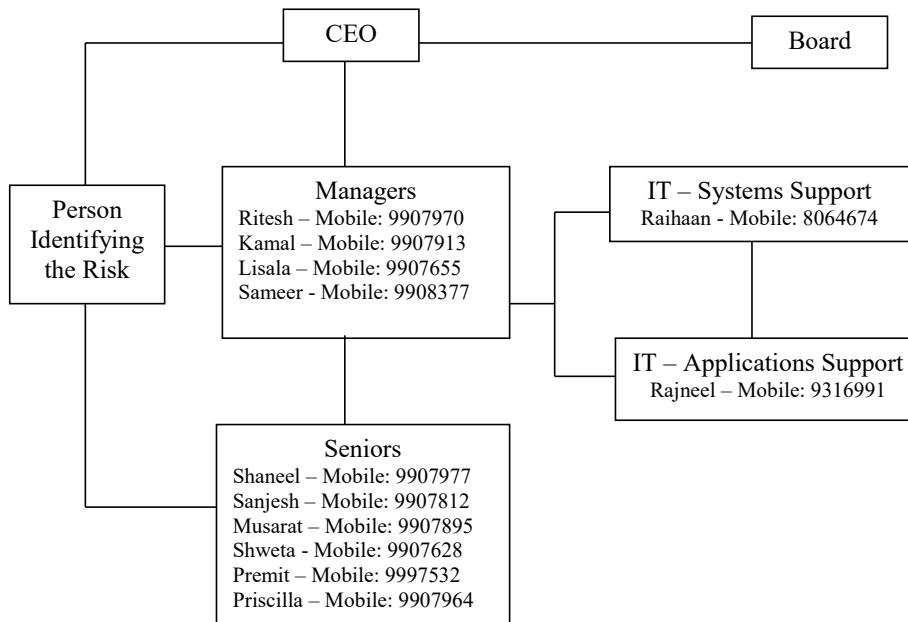 CEO
Board
Person
Identifying
the Risk
Managers
Ritesh – Mobile: 9907970
Kamal – Mobile: 9907913
Lisala – Mobile: 9907655
Sameer - Mobile: 9908377
IT – Systems Support
Raihaan - Mobile: 8064674
IT – Applications Support
Rajneel – Mobile: 9316991
Seniors
Shaneel – Mobile: 9907977
Sanjesh – Mobile: 9907812
Musarat – Mobile: 9907895
Shweta - Mobile: 9907628
Premit – Mobile: 9997532
Priscilla – Mobile: 9907964